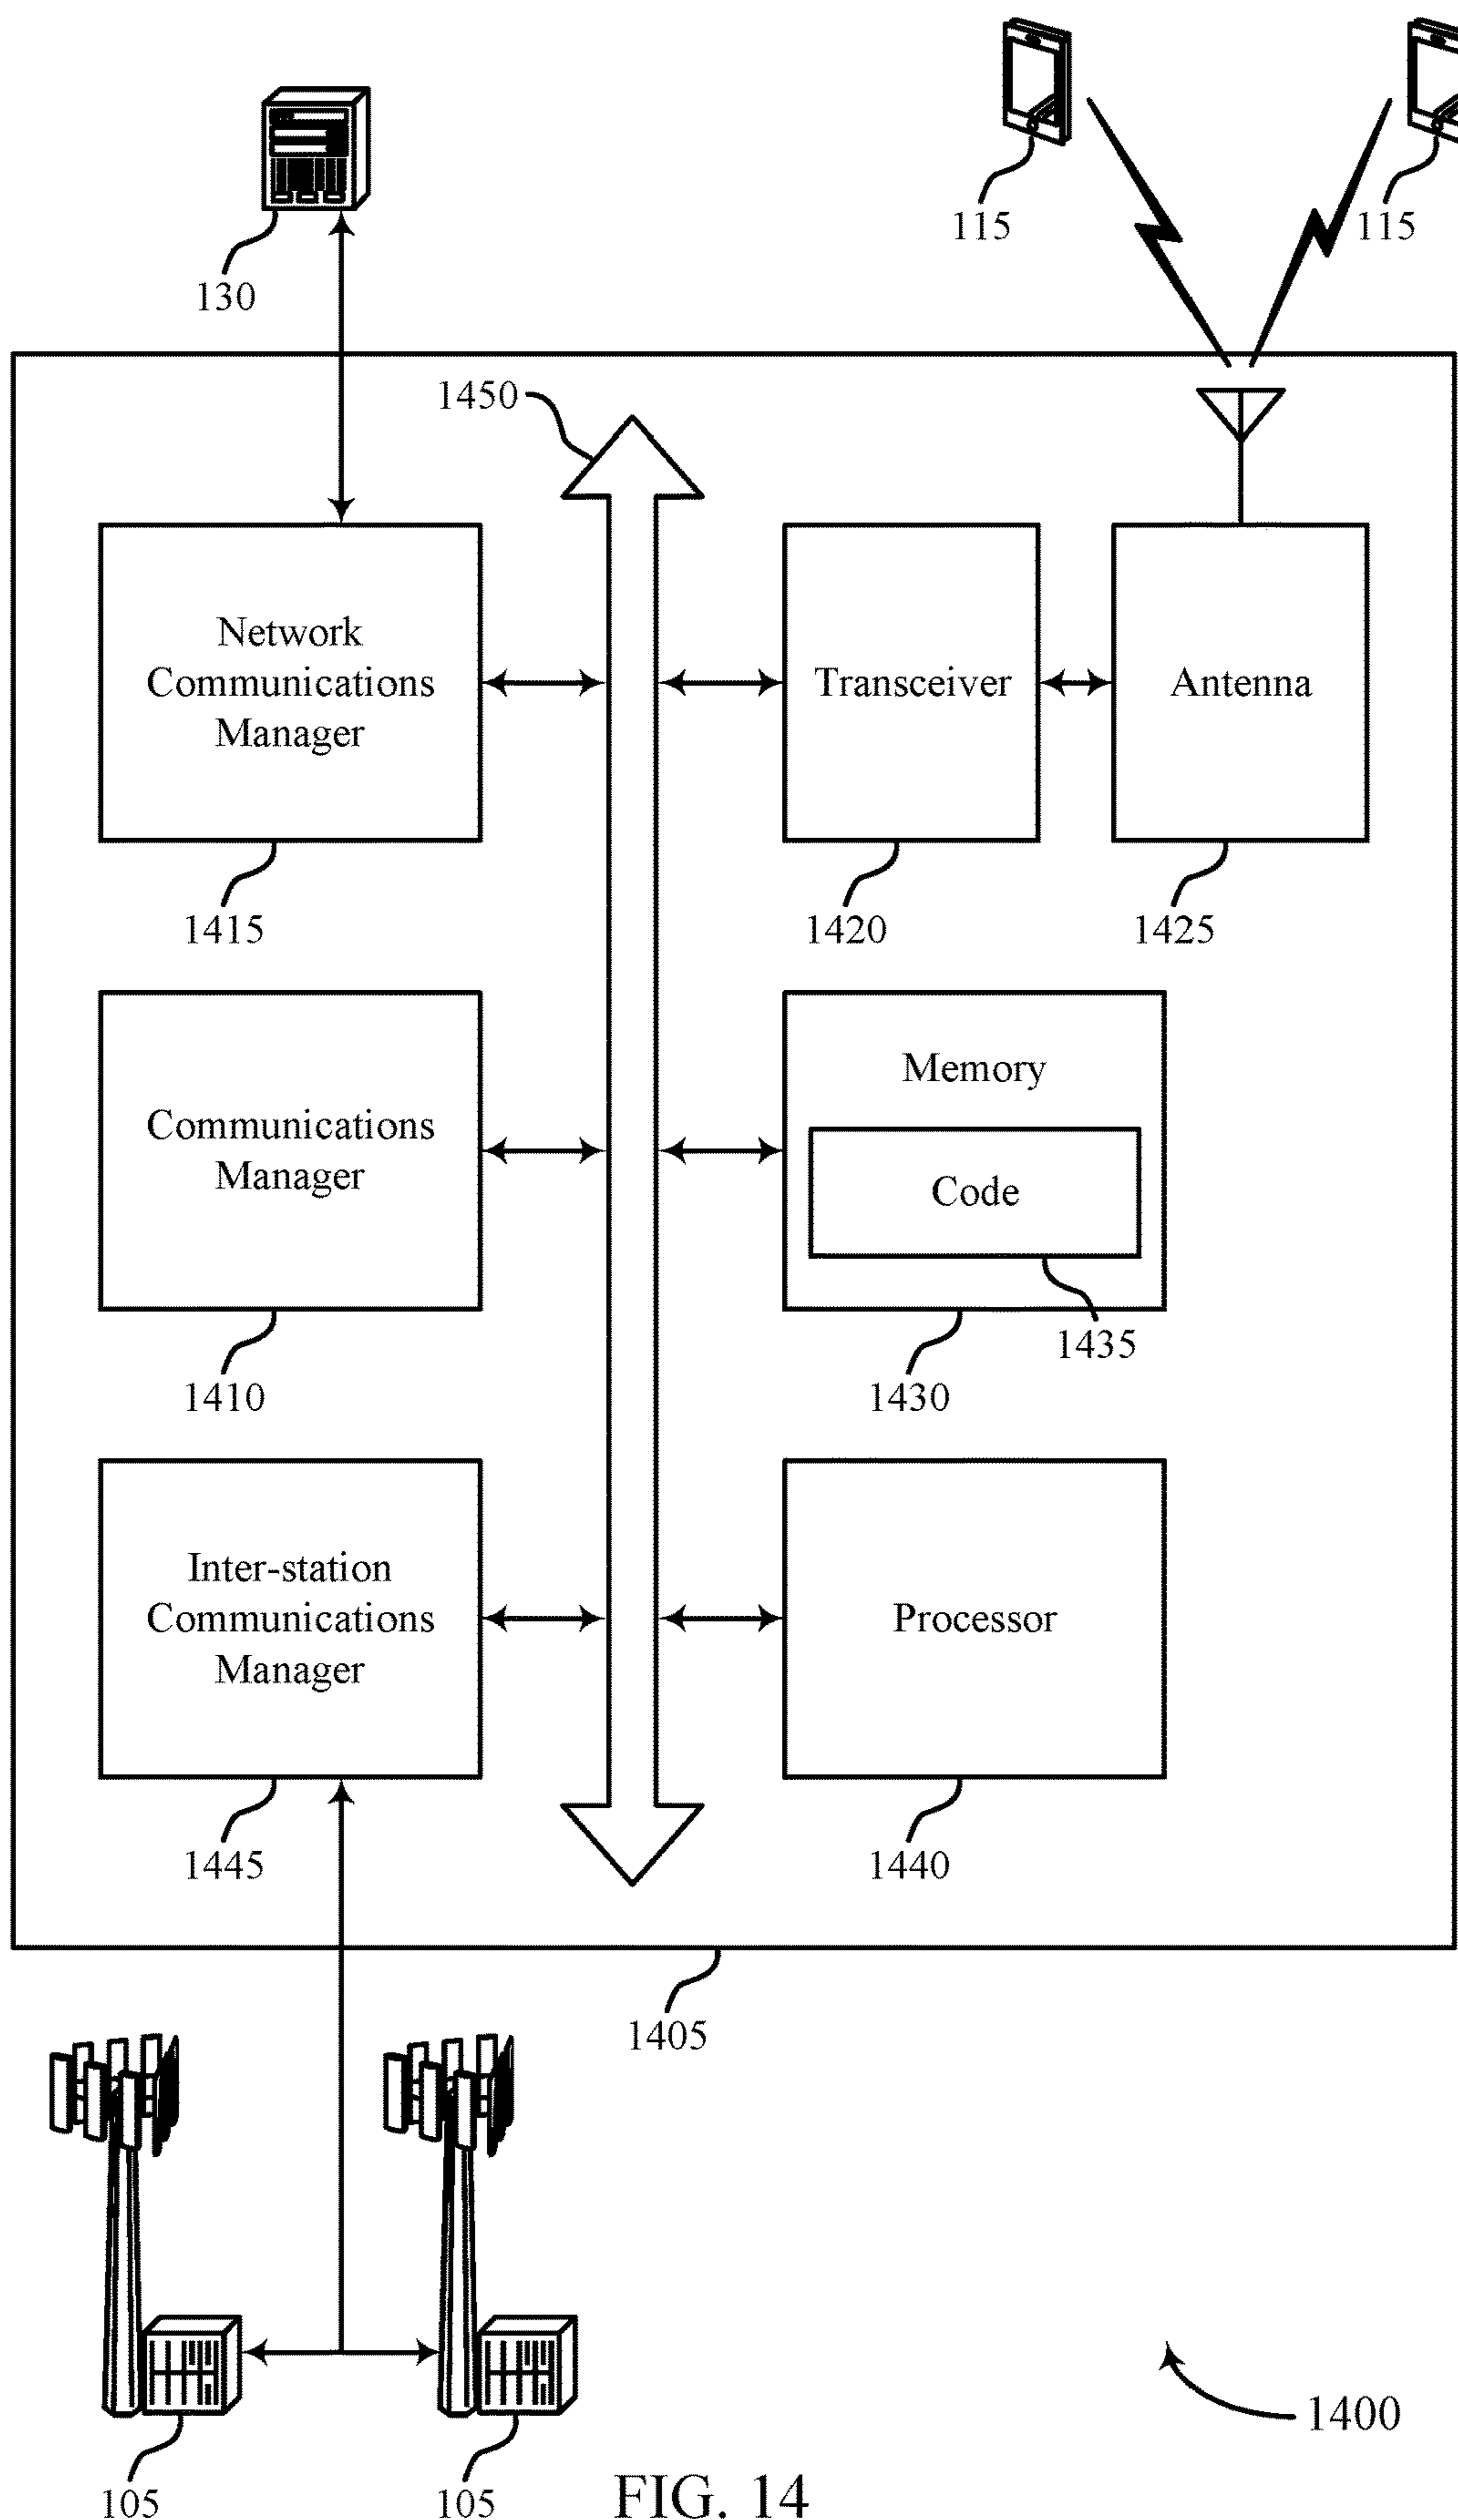 115
115
130
1450
Network
Communications
Manager
Transceiver
Antenna
1415
1420
1425
Communications
Manager
Memory
Code
1435
1410
1430
Inter-station
Communications
Manager
Processor
1445
1440
1405
1400
105
105
FIG. 14